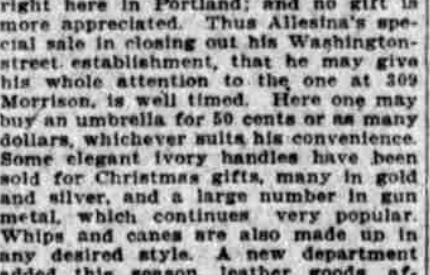 right here in Portland; and no gift is
more appreciated. Thus Allesina's spe-
cial sale in closing out his Washington-
street establishment, that he may give
his whole attention to the one at 309
Morrison, is well timed. Here one may
buy an umbrella for 50 cents or as many
dollars, whichever suits his convenience.
Some elegant ivory handles have been
sold for Christmas gifts, many in gold
and silver, and a large number in gun
metal, which continues very popular.
Whips and canes are also made up in
any desired style. A new department
added this season, leather goods, af-